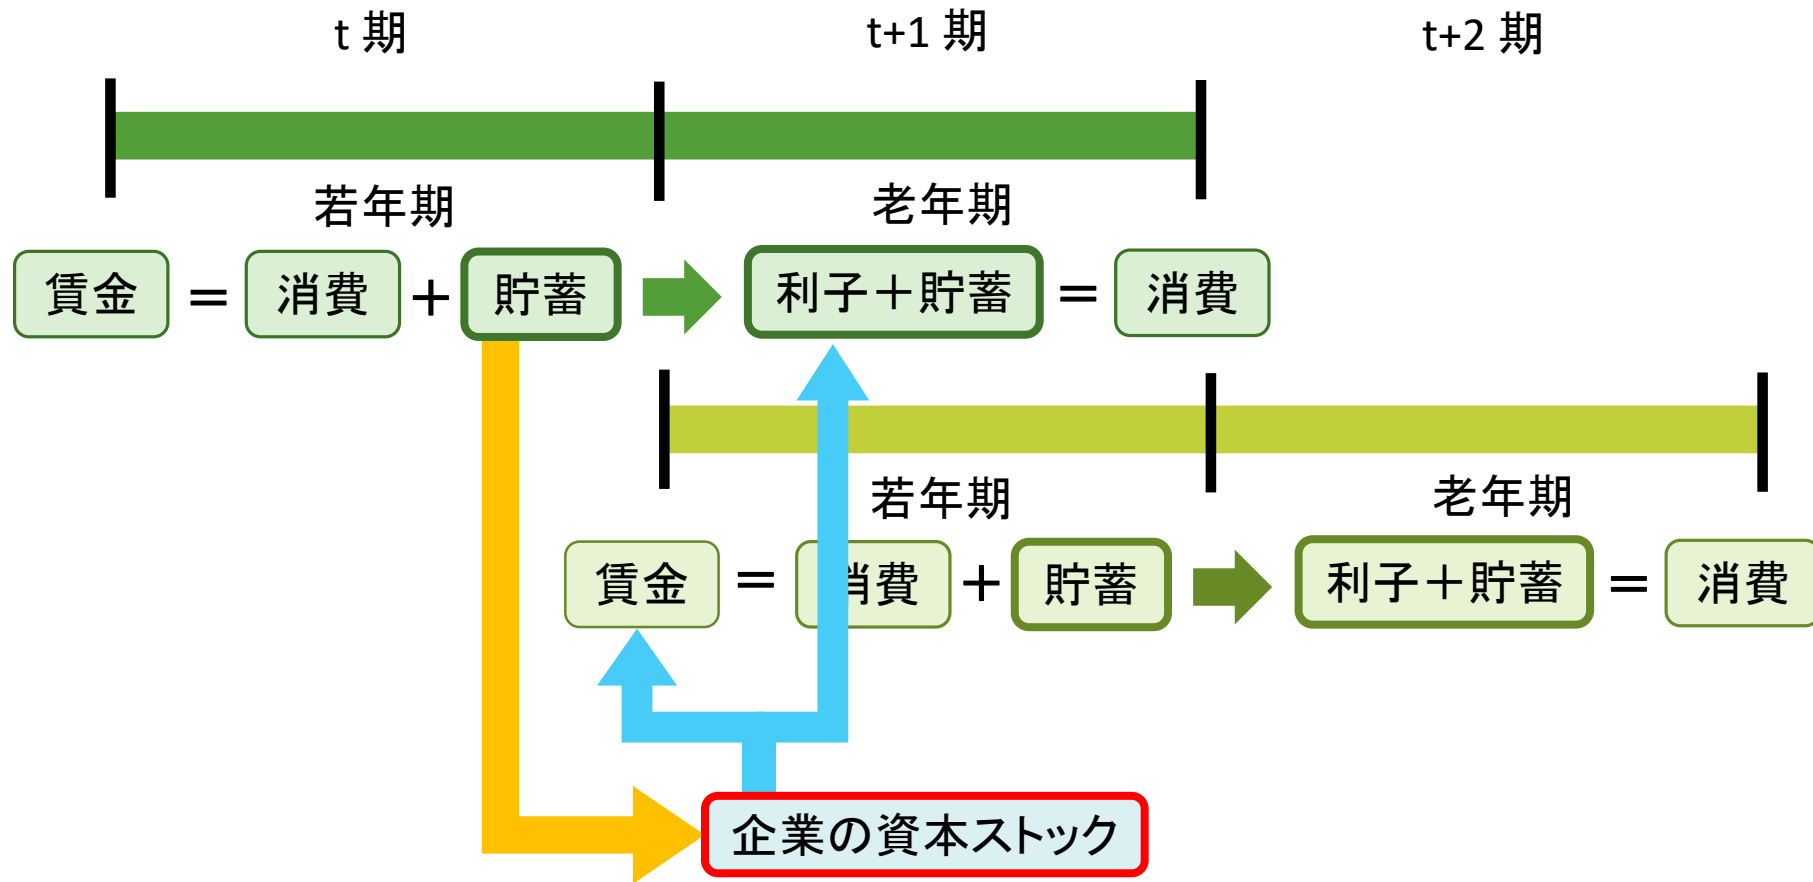 t 期 t+1 期 t+2 期
若年期 老年期
賃金 = 消費 + 貯蓄 利子＋貯蓄 = 消費
若年期 老年期
賃金 = 消費 + 貯蓄 利子＋貯蓄 = 消費
企業の資本ストック